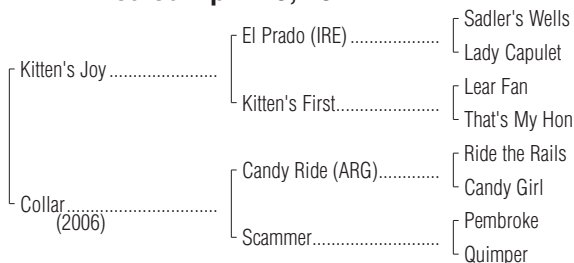 Sadler's Wells
El Prado (IRE)
Lady Capulet
Kitten's Joy
Lear Fan
Kitten's First
That's My Hon
Ride the Rails
Candy Ride (ARG)
Candy Girl
Collar
(2006)
Pembroke
Scammer
Quimper